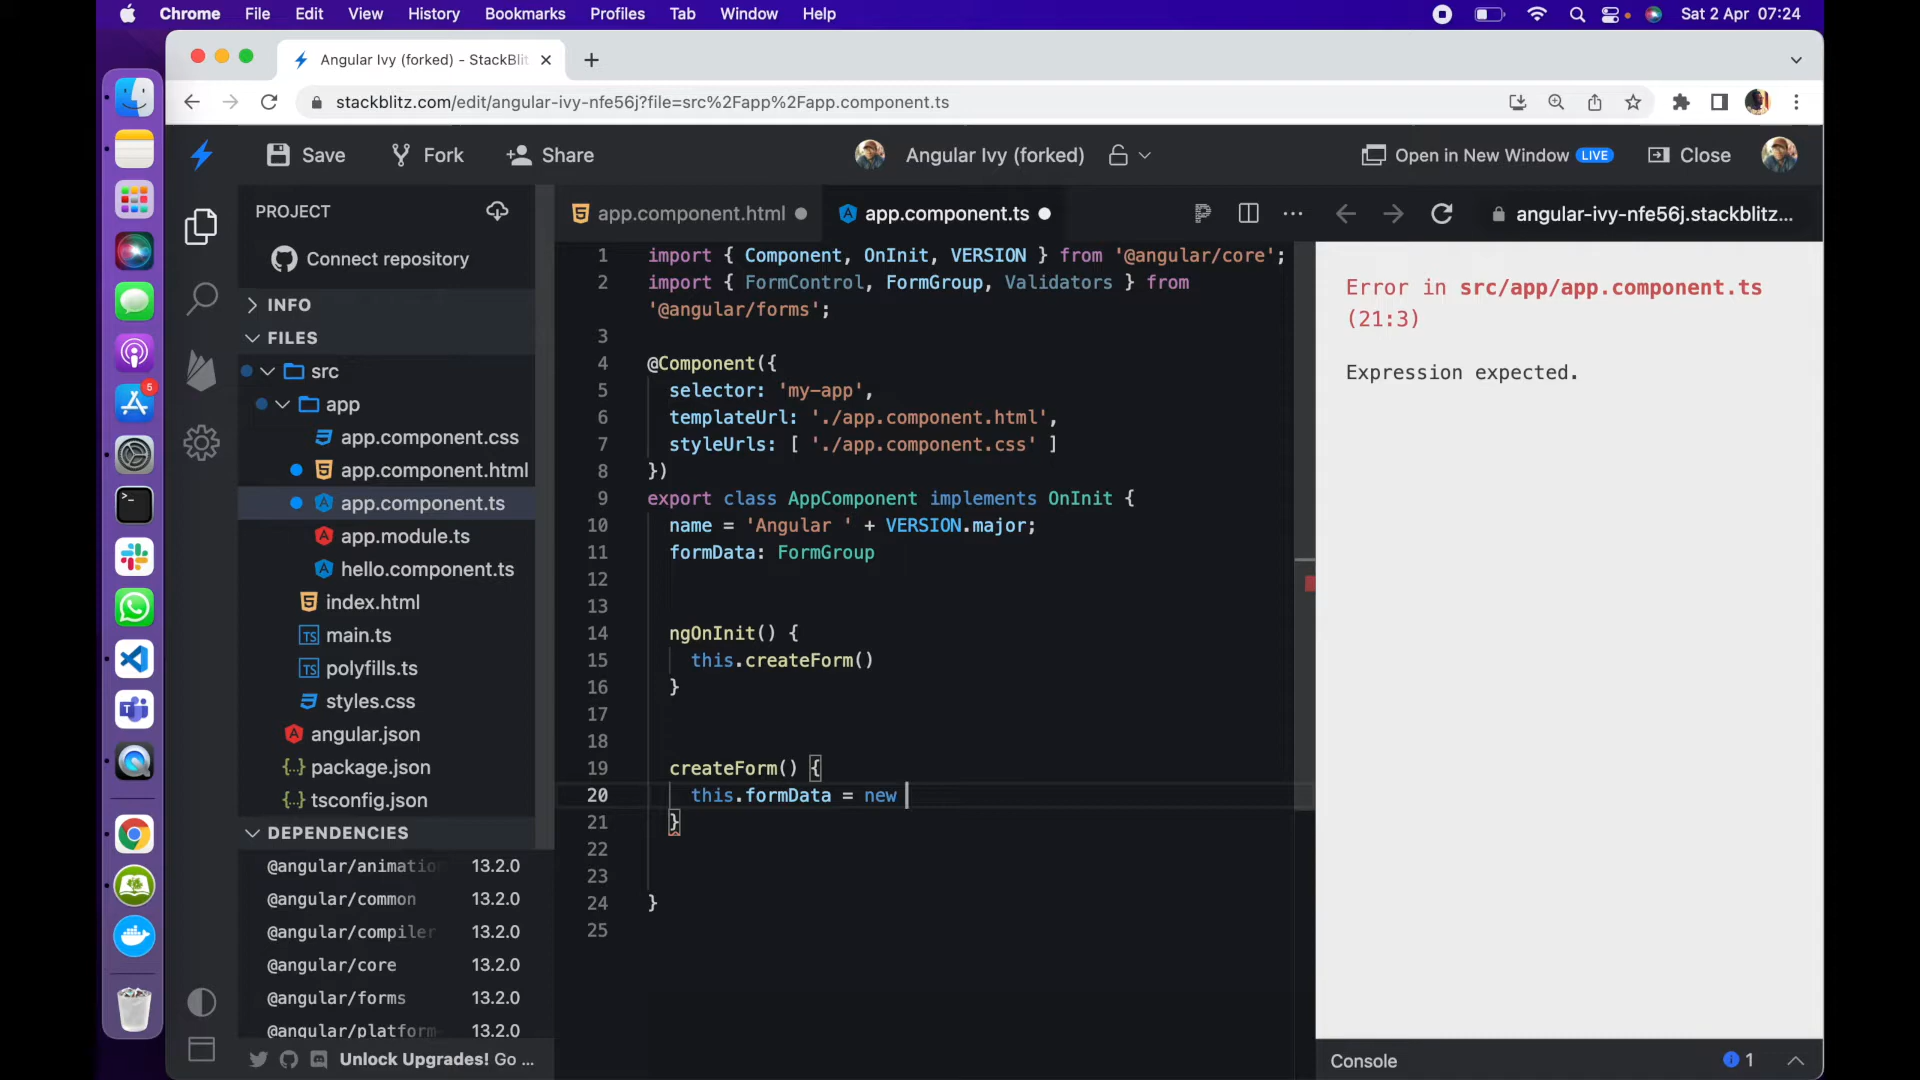 Chrome File Edit View History Bookmarks Profiles Tab Window Help Sat 2 Apr 07:24
Angular Ivy (forked) - StackBlit
stackblitz.com/edit/angular-ivy-nfe56j?file=src%2Fapp%2Fapp.component.ts
Save Fork Share Angular Ivy (forked) Open in New Window LIVE Close
PROJECT
Connect repository
INFO
FILES
src
app
app.component.css
app.component.html
app.component.ts
app.module.ts
hello.component.ts
index.html
main.ts
polyfills.ts
styles.css
angular.json
package.json
tsconfig.json
DEPENDENCIES
@angular/animatio 13.2.0
@angular/common 13.2.0
@angular/compiler 13.2.0
@angular/core 13.2.0
@angular/forms 13.2.0
@angular/platform 13.2.0
Unlock Upgrades! Go ...
5
app.component.html app.component.ts
1 import { Component, OnInit, VERSION } from '@angular/core';
2 import { FormControl, FormGroup, Validators } from
'@angular/forms';
3
4 @Component({
5 selector: 'my-app',
6 templateUrl: './app.component.html',
7 styleUrls: [ './app.component.css' ]
8 })
9 export class AppComponent implements OnInit {
10 name = 'Angular ' + VERSION.major;
11 formData: FormGroup
12
13
14 ngOnInit() {
15 this.createForm()
16 }
17
18
19 createForm() {
20 this.formData = new
21 }
22
23
24 }
25
angular-ivy-nfe56j.stackblitz...
Error in src/app/app.component.ts
(21:3)
Expression expected.
Console 1